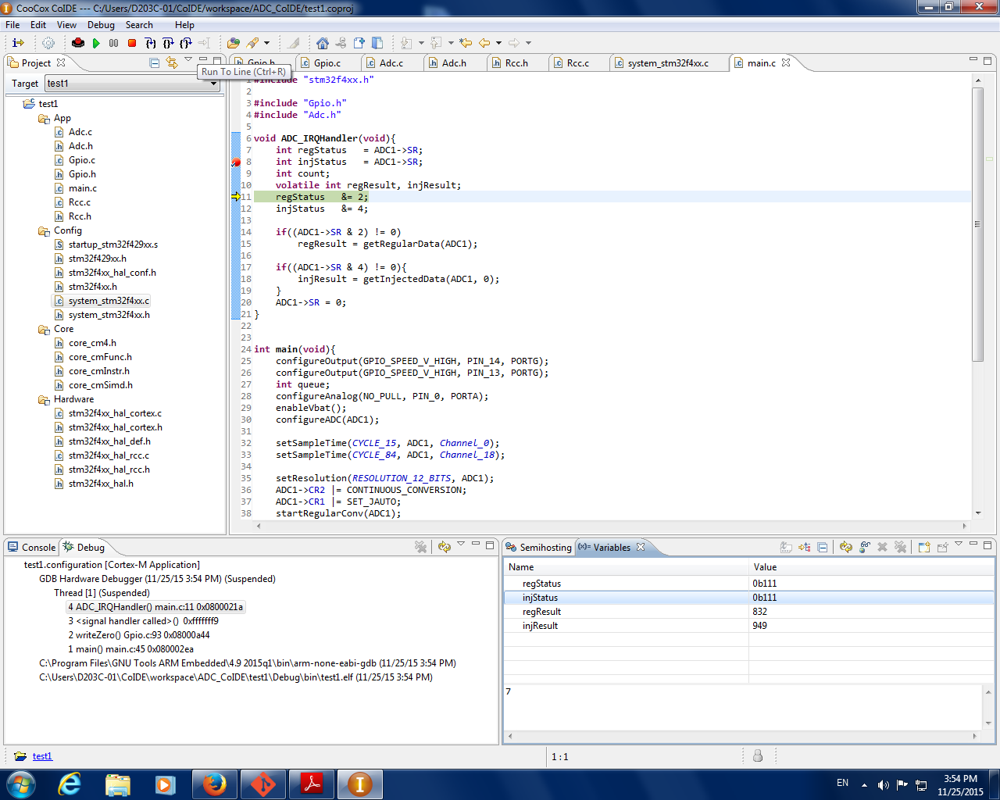 CooCox CoIDE --- C:/Users/D203C-01/CoIDE/workspace/ADC_CoIDE/test1.coproj
File Edit View Debug Search Help
Project
Gpio.h Gpio.c Adc.c Adc.h Rcc.h Rcc.c system_stm32f4xx.c main.c
Run To Line (Ctrl+R)
Target test1
test1
App
Adc.c
Adc.h
Gpio.c
Gpio.h
main.c
Rcc.c
Rcc.h
Config
startup_stm32f429xx.s
stm32f429xx.h
stm32f4xx_hal_conf.h
stm32f4xx.h
system_stm32f4xx.c
system_stm32f4xx.h
Core
core_cm4.h
core_cmFunc.h
core_cmInstr.h
core_cmSimd.h
Hardware
stm32f4xx_hal_cortex.c
stm32f4xx_hal_cortex.h
stm32f4xx_hal_def.h
stm32f4xx_hal_rcc.c
stm32f4xx_hal_rcc.h
stm32f4xx_hal.h
1 #include "stm32f4xx.h"
2
3 #include "Gpio.h"
4 #include "Adc.h"
5
6 void ADC_IRQHandler(void){
7 int regStatus = ADC1->SR;
8 int injStatus = ADC1->SR;
9 int count;
10 volatile int regResult, injResult;
11 regStatus &= 2;
12 injStatus &= 4;
13
14 if((ADC1->SR & 2) != 0)
15 regResult = getRegularData(ADC1);
16
17 if((ADC1->SR & 4) != 0){
18 injResult = getInjectedData(ADC1, 0);
19 }
20 ADC1->SR = 0;
21 }
22
23
24 int main(void){
25 configureOutput(GPIO_SPEED_V_HIGH, PIN_14, PORTG);
26 configureOutput(GPIO_SPEED_V_HIGH, PIN_13, PORTG);
27 int queue;
28 configureAnalog(NO_PULL, PIN_0, PORTA);
29 enableVbat();
30 configureADC(ADC1);
31
32 setSampleTime(CYCLE_15, ADC1, Channel_0);
33 setSampleTime(CYCLE_84, ADC1, Channel_18);
34
35 setResolution(RESOLUTION_12_BITS, ADC1);
36 ADC1->CR2 |= CONTINUOUS_CONVERSION;
37 ADC1->CR1 |= SET_JAUTO;
38 startRegularConv(ADC1);
Console Debug
test1.configuration [Cortex-M Application]
GDB Hardware Debugger (11/25/15 3:54 PM) (Suspended)
Thread [1] (Suspended)
4 ADC_IRQHandler() main.c:11 0x0800021a
3 <signal handler called>() 0xfffffff9
2 writeZero() Gpio.c:93 0x08000a44
1 main() main.c:45 0x080002ea
C:\Program Files\GNU Tools ARM Embedded\4.9 2015q1\bin\arm-none-eabi-gdb (11/25/15 3:54 PM)
C:\Users\D203C-01\CoIDE\workspace\ADC_CoIDE\test1\Debug\bin\test1.elf (11/25/15 3:54 PM)
Semihosting Variables
Name Value
regStatus 0b111
injStatus 0b111
regResult 832
injResult 949
7
test1
1 : 1
EN
3:54 PM
11/25/2015